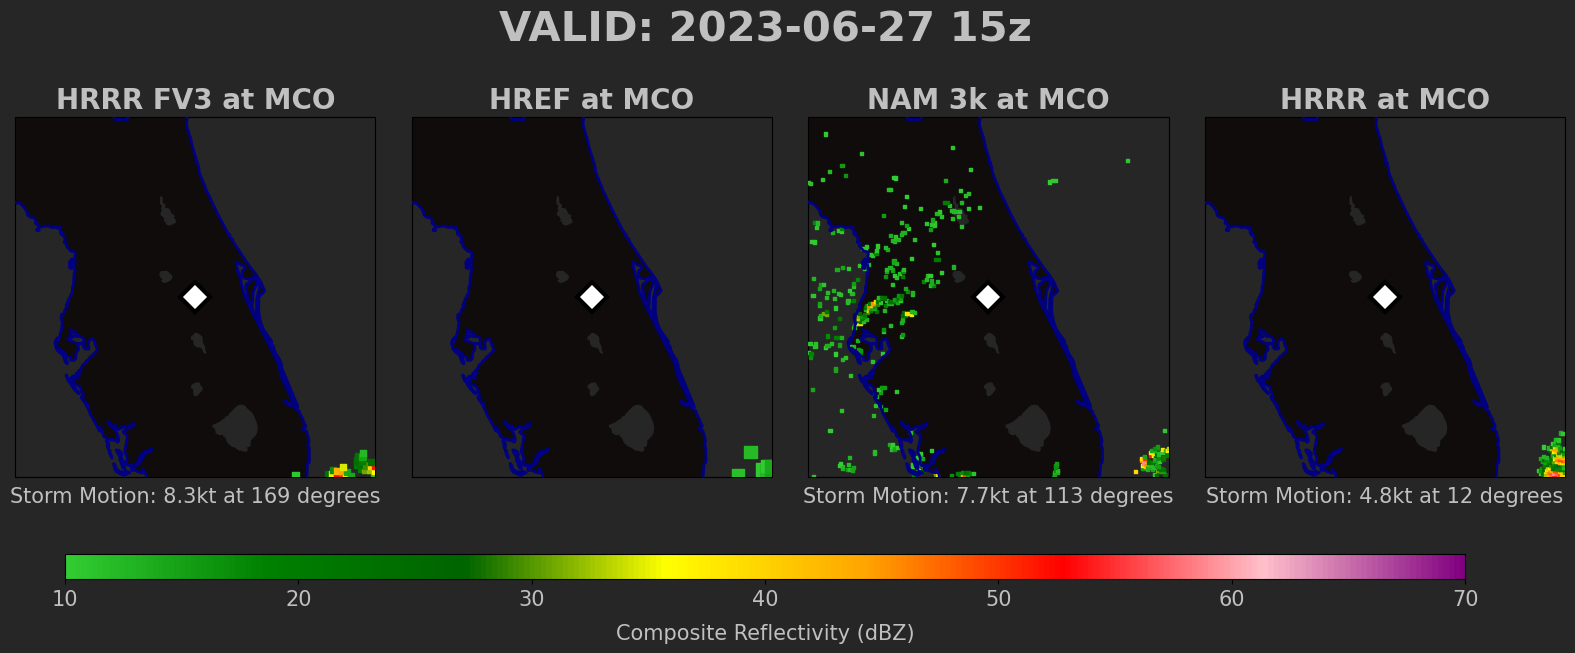 VALID: 2023-06-27 15z
HRRR FV3 at MCO
HREF at MCO
NAM 3k at MCO
HRRR at MCO
Storm Motion: 8.3kt at 169 degrees
Storm Motion: 7.7kt at 113 degrees
Storm Motion: 4.8kt at 12 degrees
10 20 30 40 50 60 70
Composite Reflectivity (dBZ)